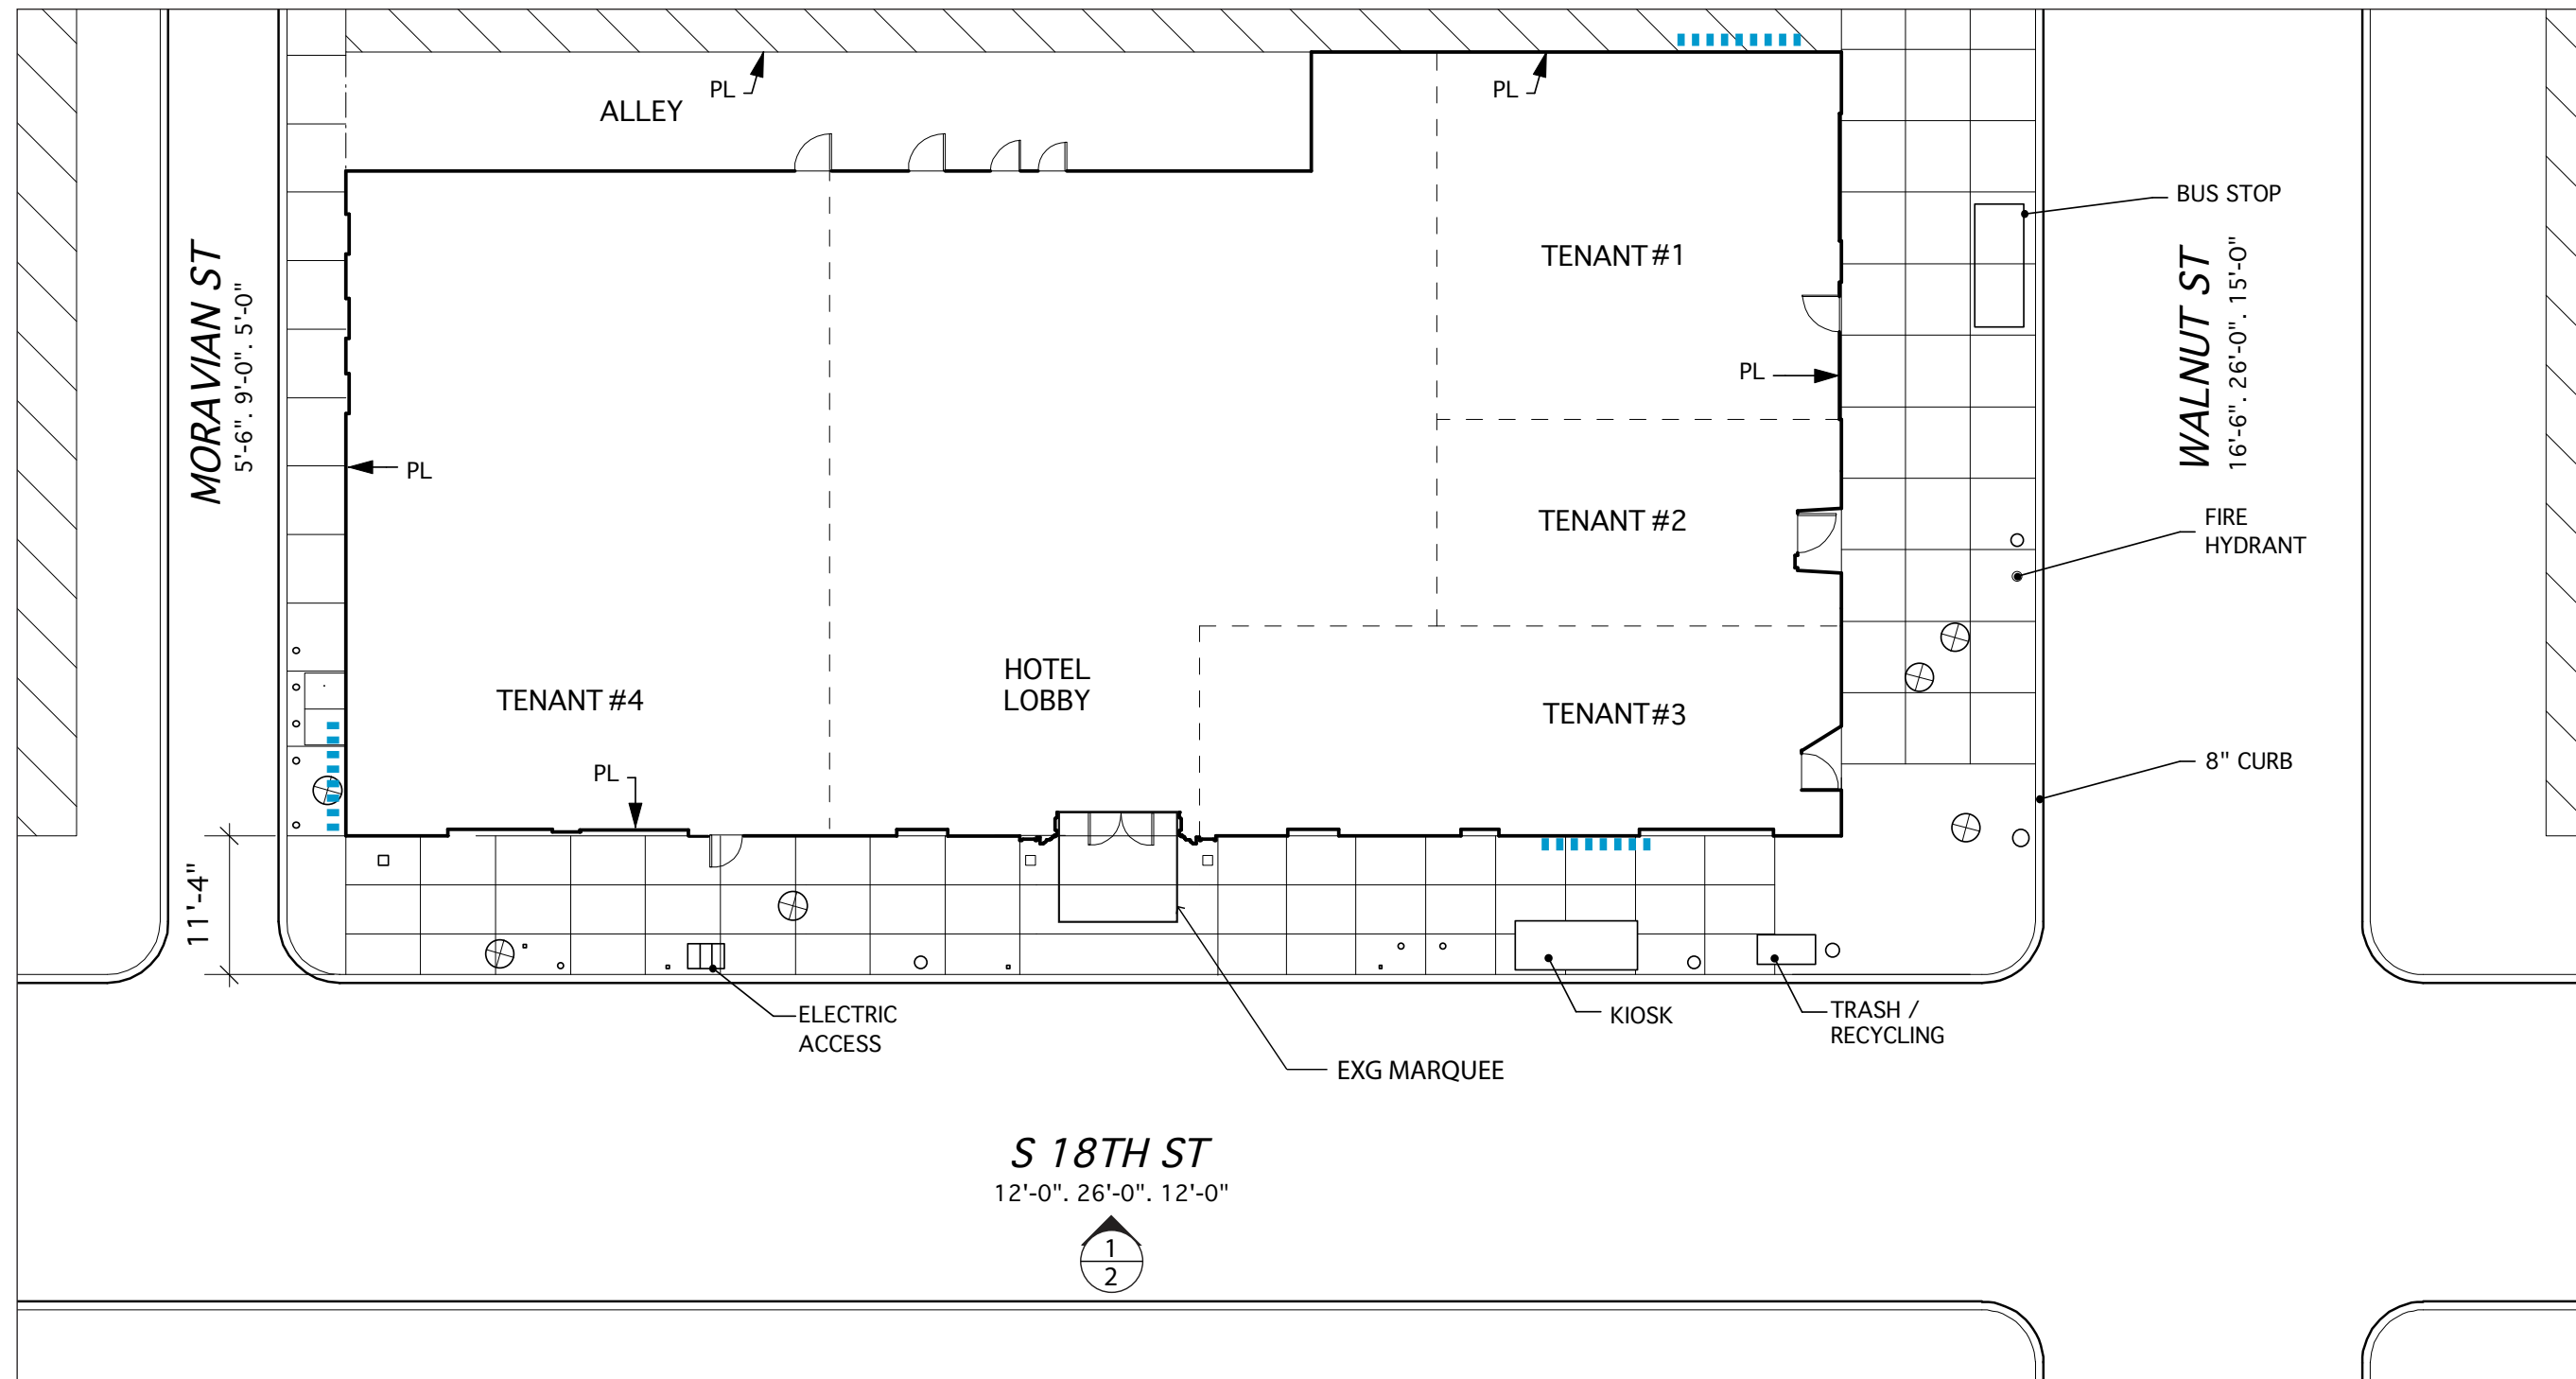 PL
PL
ALLEY
BUS STOP
TENANT #1
MORAVIAN ST
5'-6". 9'-0". 5'-0"
WALNUT ST
16'-6". 26'-0". 15'-0"
PL
PL
TENANT #2
FIRE
HYDRANT
HOTEL
LOBBY
TENANT #4
TENANT #3
PL
8" CURB
11'-4"
ELECTRIC
ACCESS
KIOSK
TRASH /
RECYCLING
EXG MARQUEE
S 18TH ST
12'-0". 26'-0". 12'-0"
1
2